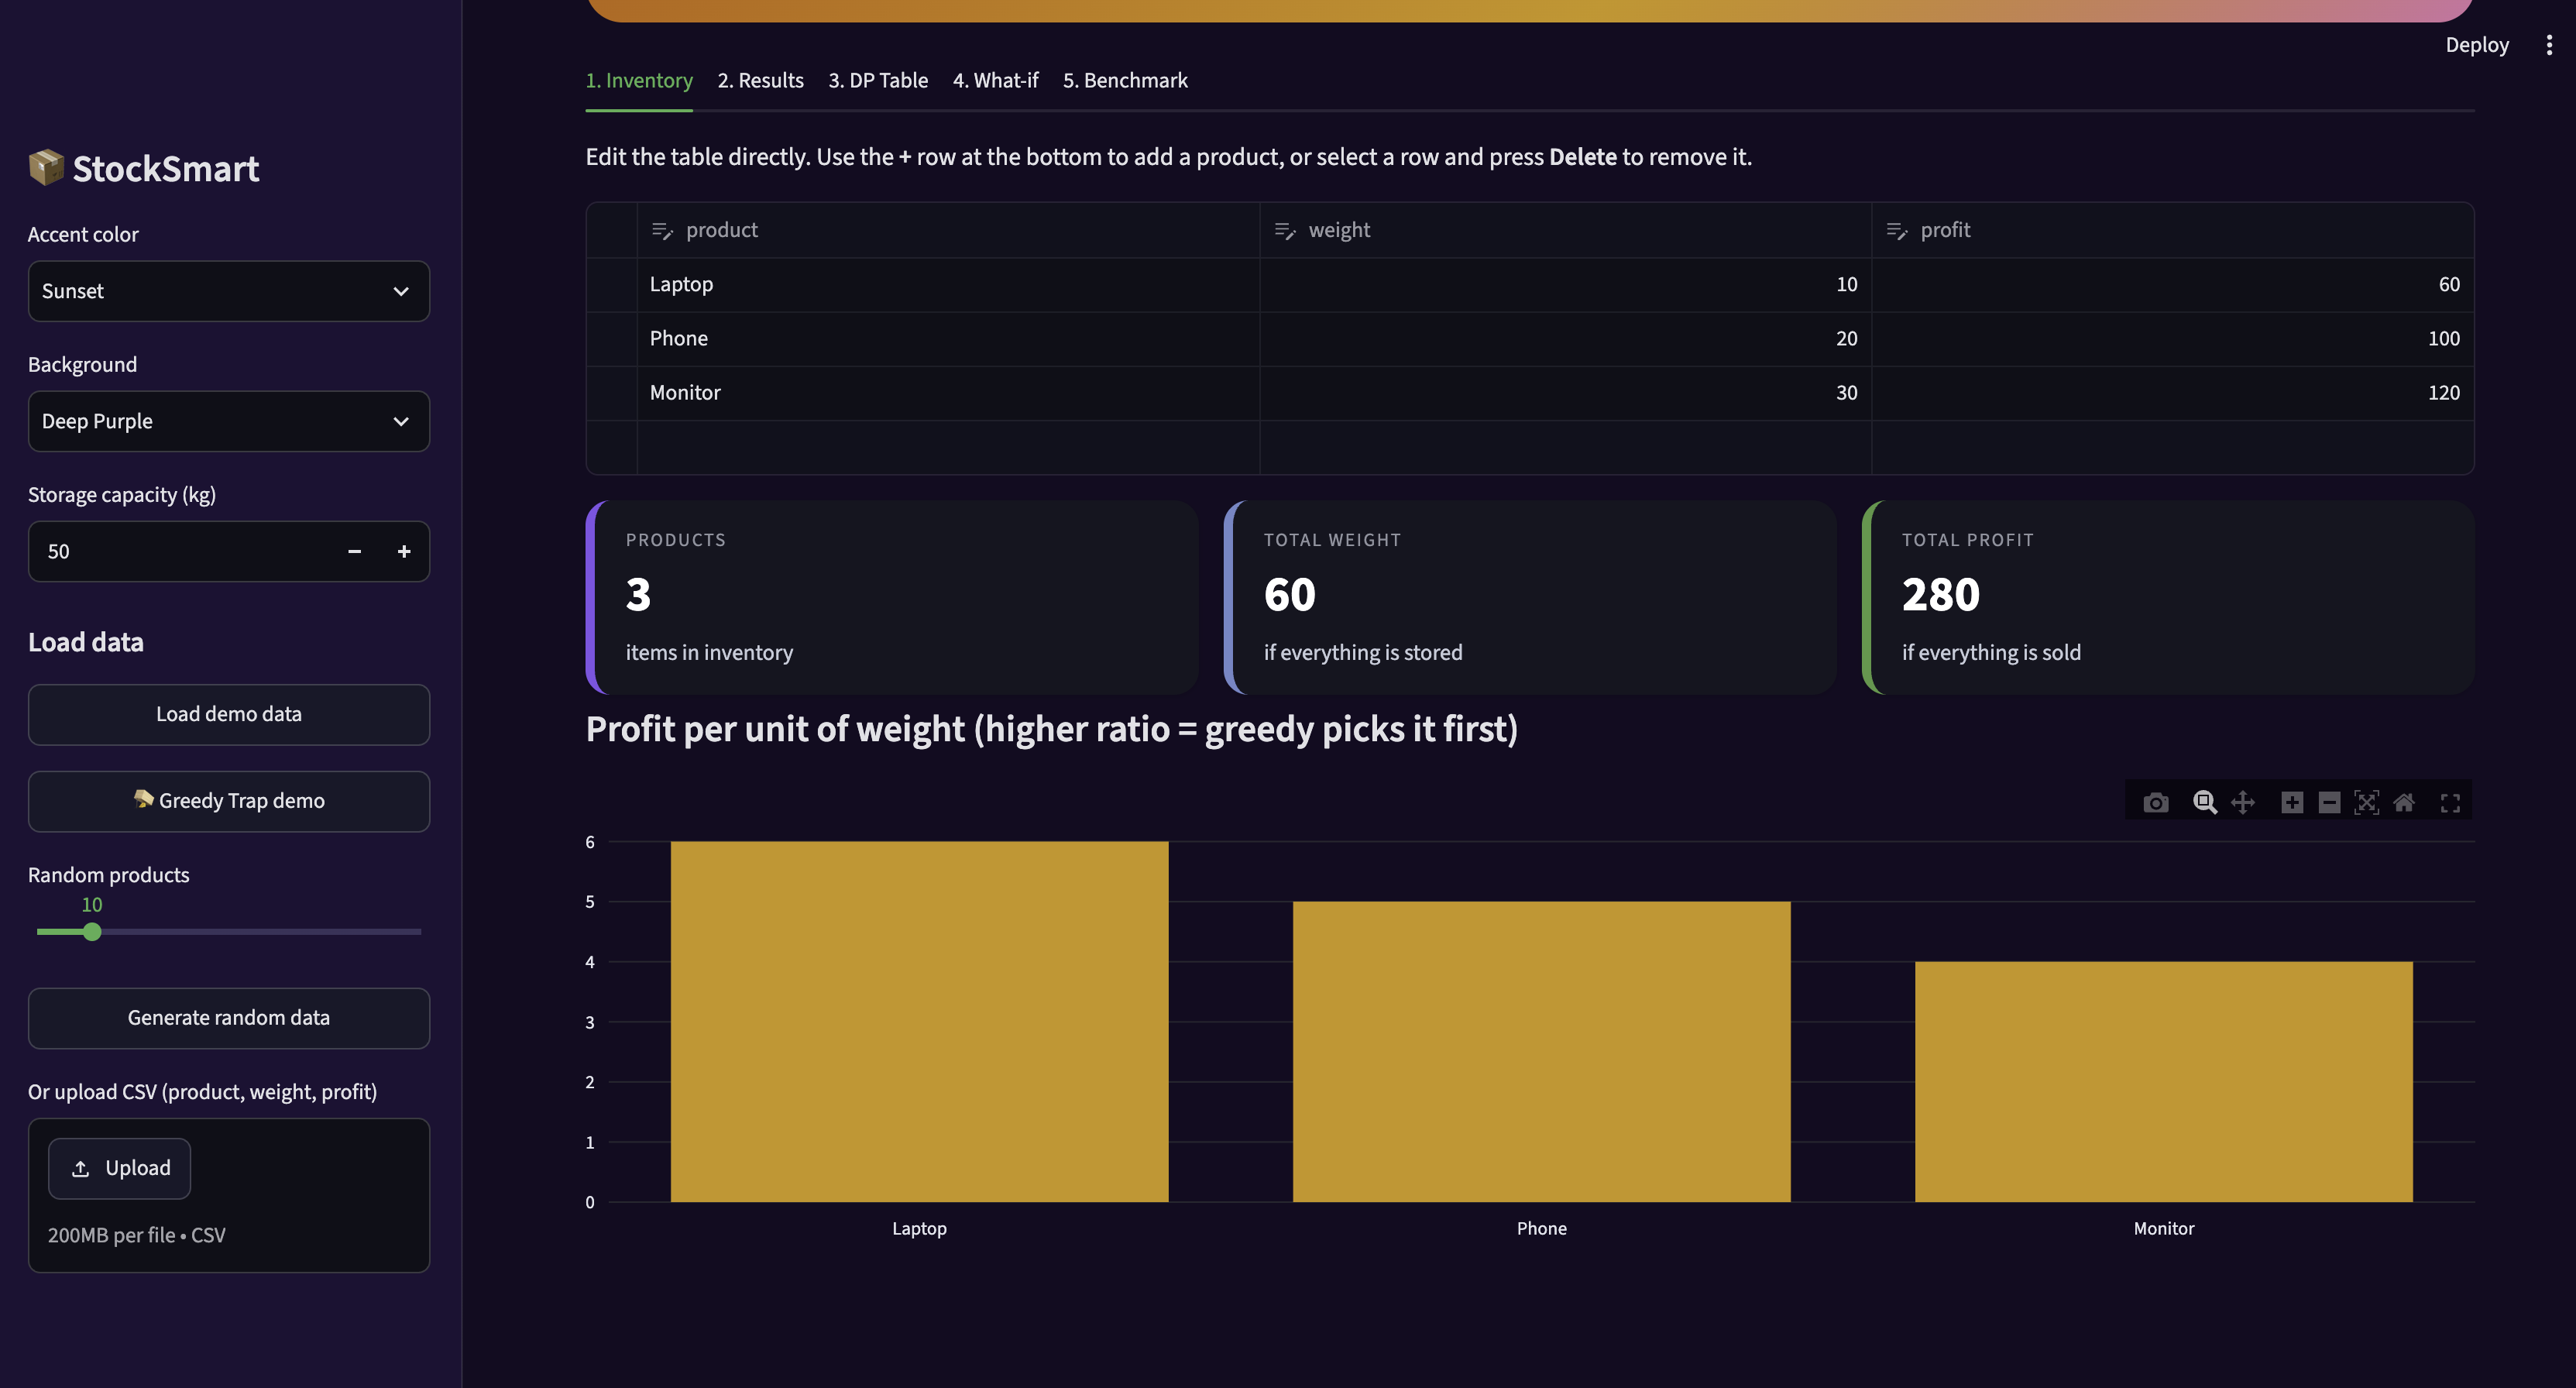 Deploy
📦 StockSmart
Accent color
Sunset
Background
Deep Purple
Storage capacity (kg)
50
Load data
Load demo data
Greedy Trap demo
Random products
10
Generate random data
Or upload CSV (product, weight, profit)
Upload
200MB per file • CSV
1. Inventory 2. Results 3. DP Table 4. What-if 5. Benchmark
Edit the table directly. Use the + row at the bottom to add a product, or select a row and press Delete to remove it.
product weight profit
Laptop 10 60
Phone 20 100
Monitor 30 120
PRODUCTS
3
items in inventory
TOTAL WEIGHT
60
if everything is stored
TOTAL PROFIT
280
if everything is sold
Profit per unit of weight (higher ratio = greedy picks it first)
6
5
4
3
2
1
0
Laptop Phone Monitor